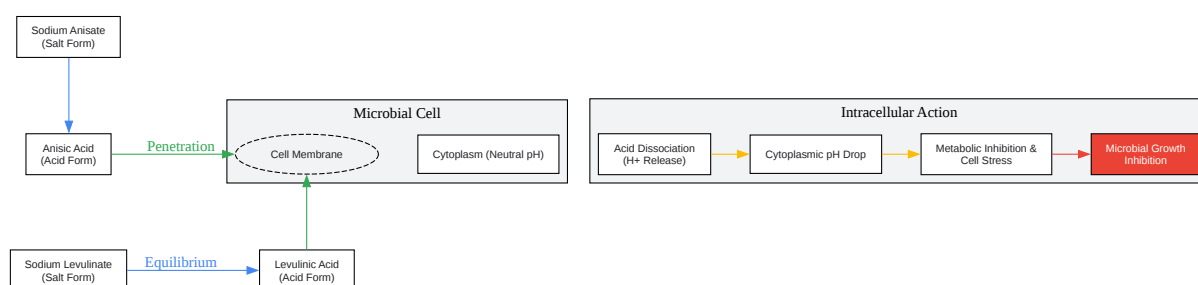 Sodium Anisate
(Salt Form)
Microbial Cell
Intracellular Action
Anisic Acid
(Acid Form)
Penetration
Cell Membrane
Cytoplasm (Neutral pH)
Acid Dissociation
(H+ Release)
Cytoplasmic pH Drop
Metabolic Inhibition &
Cell Stress
Microbial Growth
Inhibition
Sodium Levulinate
(Salt Form)
Equilibrium
Levulinic Acid
(Acid Form)